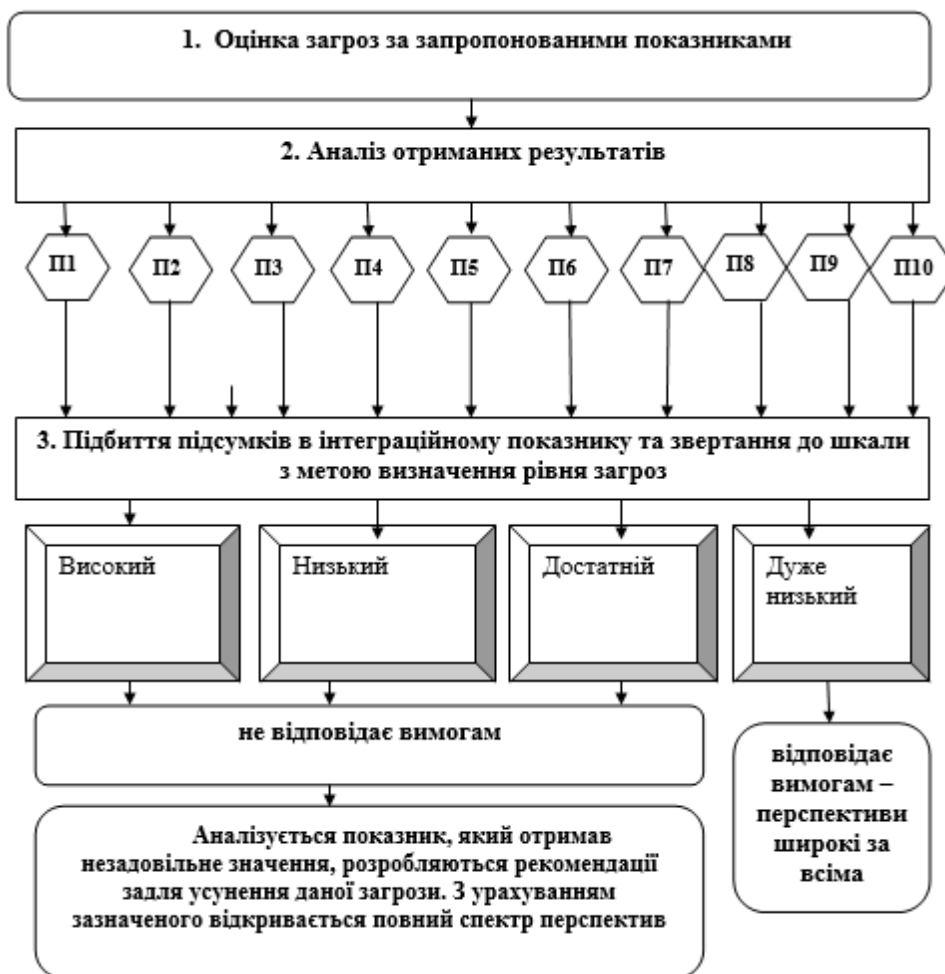 1. Оцінка загроз за запропонованими показниками
2. Аналіз отриманих результатів
П1 П2 П3 П4 П5 П6 П7 П8 П9 П10
3. Підбиття підсумків в інтеграційному показнику та звертання до шкали
з метою визначення рівня загроз
Високий
Низький
Достатній
Дуже
низький
не відповідає вимогам
відповідає
вимогам –
перспективи
широкі за
всіма
Аналізується показник, який отримав
незадовільне значення, розробляються рекомендації
задля усунення даної загрози. З урахуванням
зазначеного відкривається повний спектр перспектив